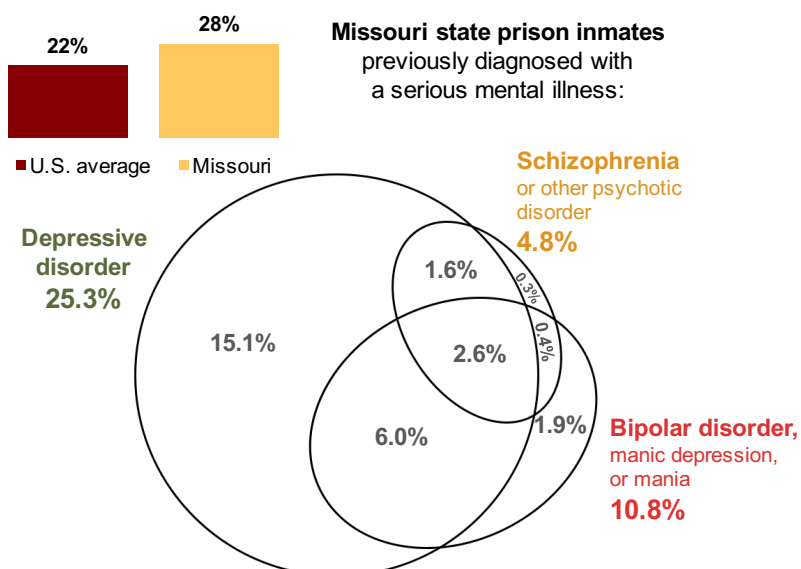 22%
28%
U.S. average
Missouri
Missouri state prison inmates
previously diagnosed with
a serious mental illness:
Schizophrenia
or other psychotic
disorder
4.8%
Depressive
disorder
25.3%
1.6%
0.3%
0.4%
15.1%
2.6%
6.0%
1.9%
Bipolar disorder,
manic depression,
or mania
10.8%